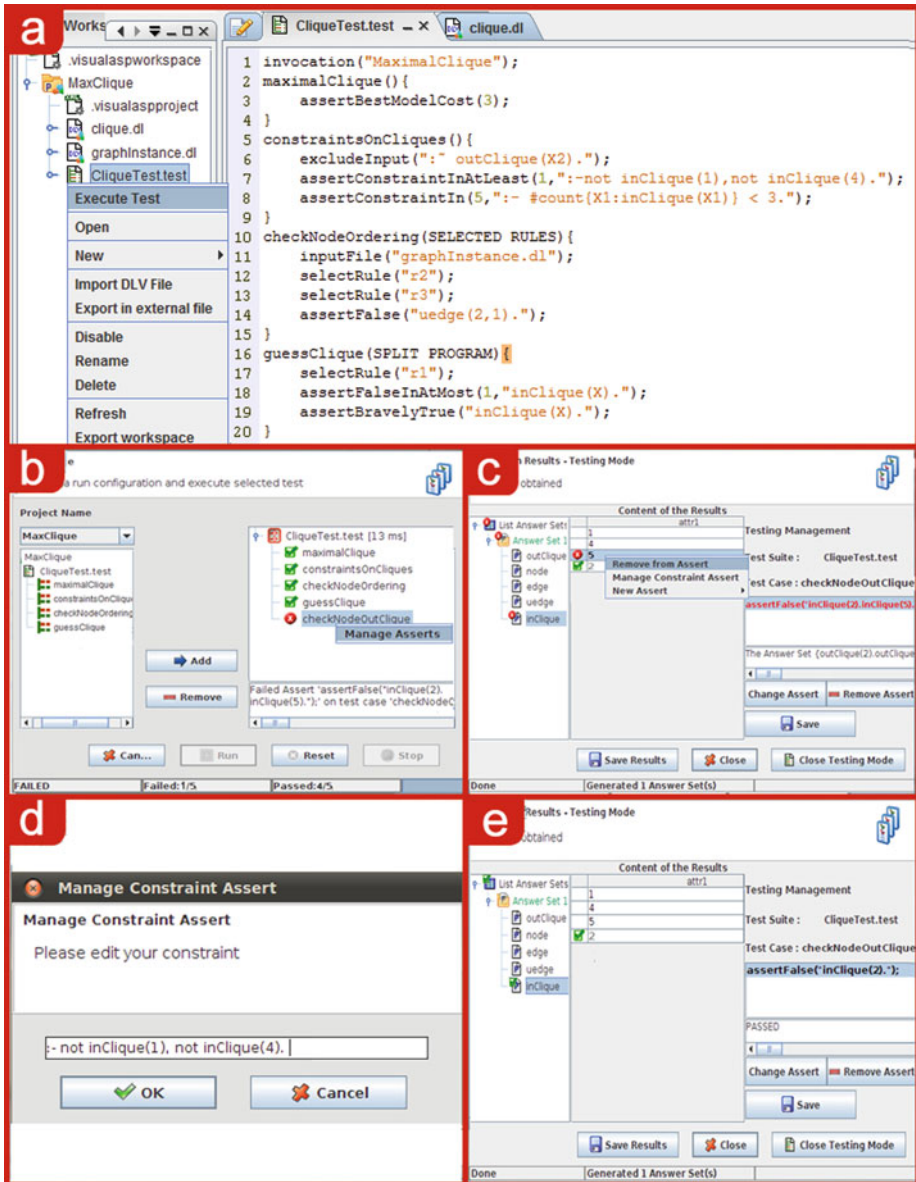 a
Works
CliqueTest.test
clique.dl
.visualaspworkspace
MaxClique
.visualaspproject
clique.dl
graphInstance.dl
CliqueTest.test
Execute Test
Open
New
Import DLV File
Export in external file
Disable
Rename
Delete
Refresh
Export workspace
1 invocation("MaximalClique");
2 maximalClique(){
3 assertBestModelCost(3);
4 }
5 constraintsOnCliques(){
6 excludeInput(":~ outClique(X2).");
7 assertConstraintInAtLeast(1,":-not inClique(1),not inClique(4).");
8 assertConstraintIn(5,":- #count{X1:inClique(X1)} < 3.");
9 }
10 checkNodeOrdering(SELECTED RULES){
11 inputFile("graphInstance.dl");
12 selectRule("r2");
13 selectRule("r3");
14 assertFalse("uedge(2,1).");
15 }
16 guessClique(SPLIT PROGRAM){
17 selectRule("r1");
18 assertFalseInAtMost(1,"inClique(X).");
19 assertBravelyTrue("inClique(X).");
20 }
b
a run configuration and execute selected test
Project Name
MaxClique
MaxClique
CliqueTest.test
maximalClique
constraintsOnClique
checkNodeOrdering
guessClique
Add
Remove
CliqueTest.test [13 ms]
maximalClique
constraintsOnCliques
checkNodeOrdering
guessClique
checkNodeOutClique
Manage Asserts
Failed Assert 'assertFalse("inClique(2).
inClique(5).");' on test case 'checkNodeC
Can...
Run
Reset
Stop
FAILED
Failed:1/5
Passed:4/5
c
Results - Testing Mode
obtained
Content of the Results
List Answer Sets
Answer Set 1
outClique
node
edge
uedge
inClique
attr1
1
4
5
2
Remove from Assert
Manage Constraint Assert
New Assert
Testing Management
Test Suite : CliqueTest.test
Test Case : checkNodeOutClique
assertFalse("inClique(2).inClique(5).
The Answer Set {outClique(2).outClique
Change Assert
Remove Assert
Save
Save Results
Close
Close Testing Mode
Done
Generated 1 Answer Set(s)
d
Manage Constraint Assert
Manage Constraint Assert
Please edit your constraint
:- not inClique(1), not inClique(4).
OK
Cancel
e
Results - Testing Mode
obtained
Content of the Results
List Answer Sets
Answer Set 1
outClique
node
edge
uedge
inClique
attr1
1
4
5
2
Testing Management
Test Suite : CliqueTest.test
Test Case : checkNodeOutClique
assertFalse("inClique(2).");
PASSED
Change Assert
Remove Assert
Save
Save Results
Close
Close Testing Mode
Done
Generated 1 Answer Set(s)